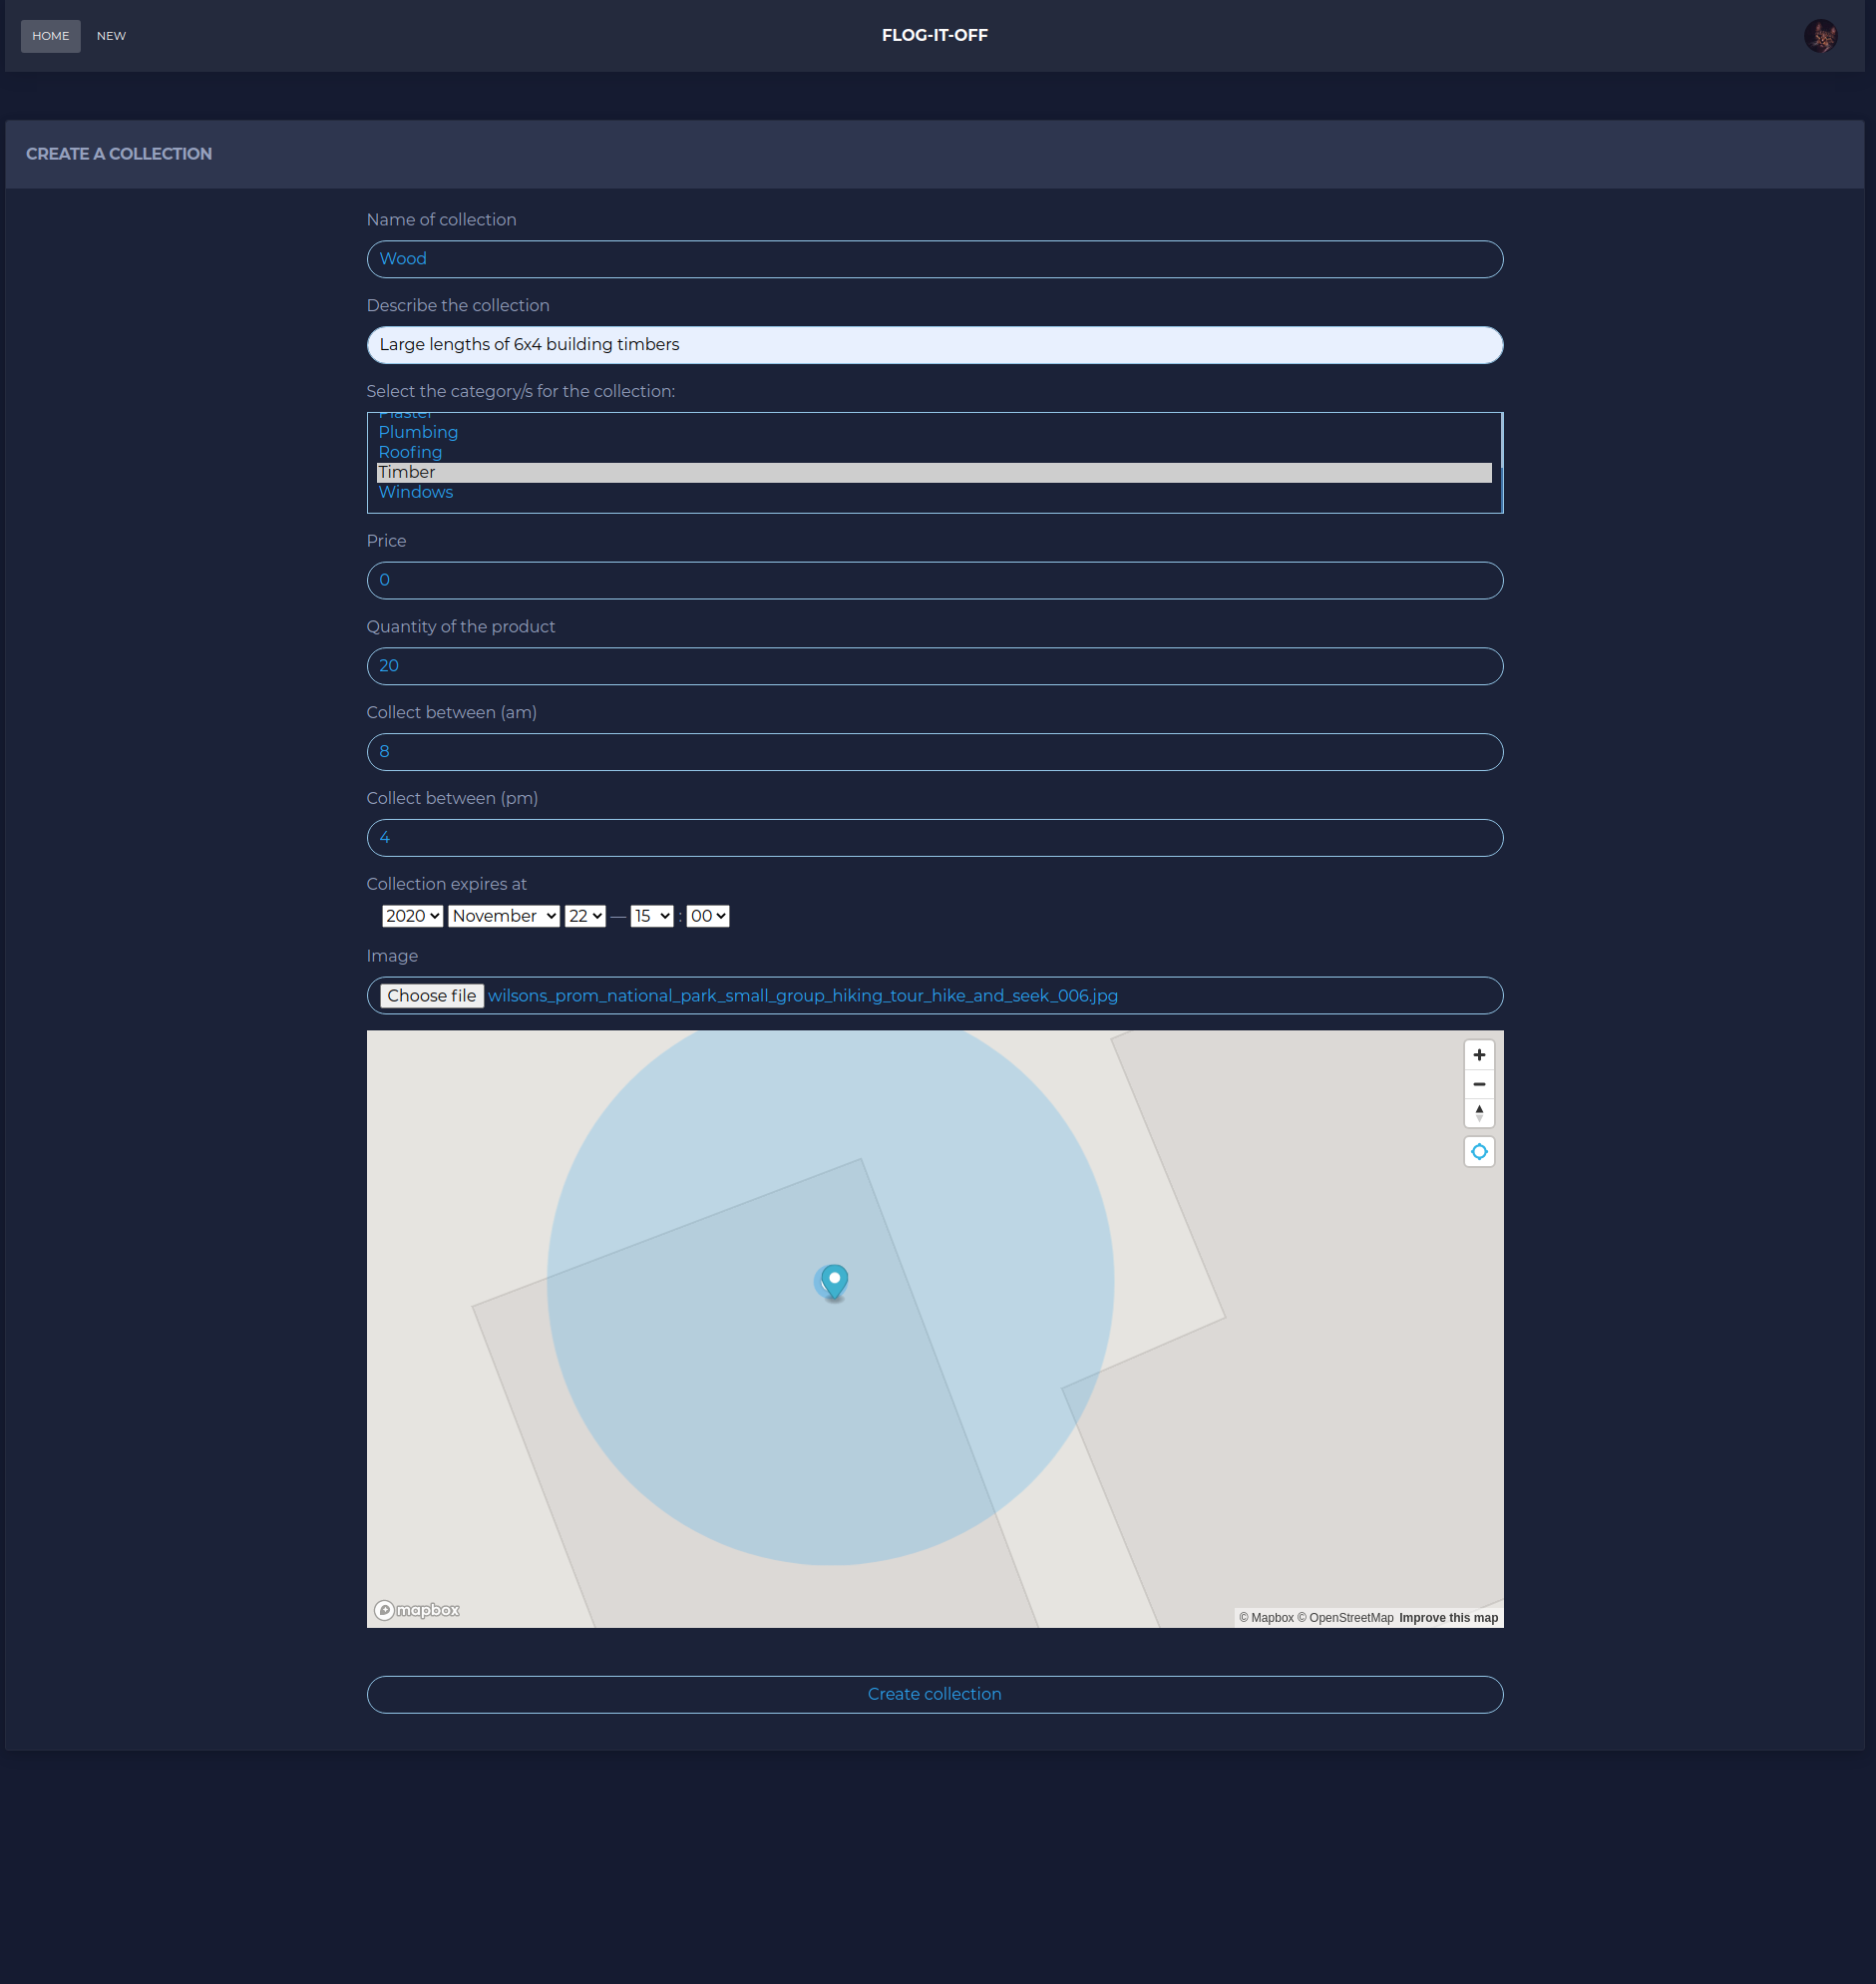 HOME NEW FLOG-IT-OFF
CREATE A COLLECTION
Name of collection
Wood
Describe the collection
Large lengths of 6x4 building timbers
Select the category/s for the collection:
Plaster
Plumbing
Roofing
Timber
Windows
Price
0
Quantity of the product
20
Collect between (am)
8
Collect between (pm)
4
Collection expires at
2020 November 22 — 15 : 00
Image
Choose file wilsons_prom_national_park_small_group_hiking_tour_hike_and_seek_006.jpg
mapbox
© Mapbox © OpenStreetMap Improve this map
Create collection